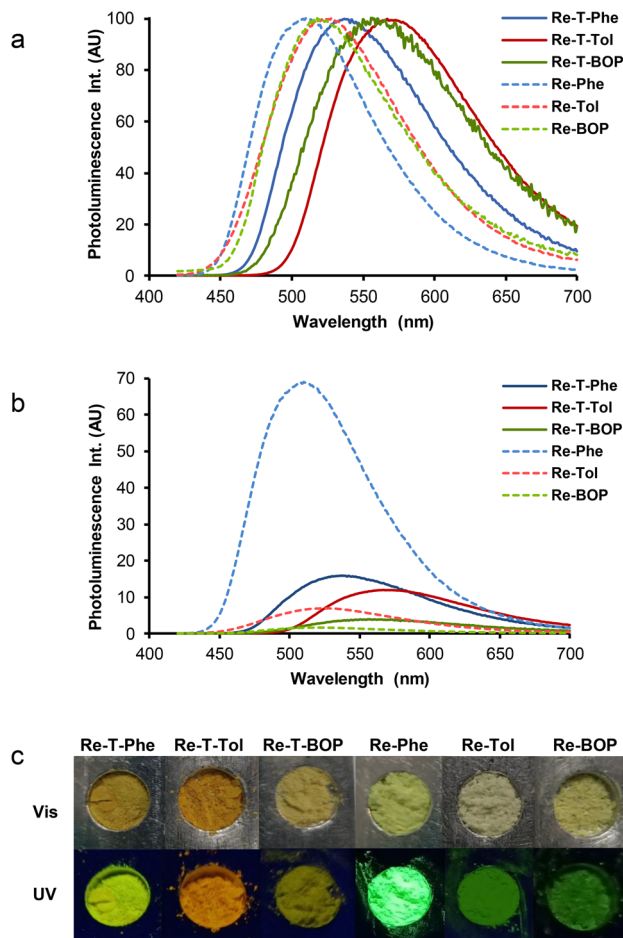 a
Photoluminescence Int. (AU)
100
80
60
40
20
0
400 450 500 550 600 650 700
Wavelength (nm)
Re-T-Phe
Re-T-Tol
Re-T-BOP
Re-Phe
Re-Tol
Re-BOP
b
Photoluminescence Int. (AU)
70
60
50
40
30
20
10
0
400 450 500 550 600 650 700
Wavelength (nm)
Re-T-Phe
Re-T-Tol
Re-T-BOP
Re-Phe
Re-Tol
Re-BOP
c
Re-T-Phe Re-T-Tol Re-T-BOP Re-Phe Re-Tol Re-BOP
Vis
UV